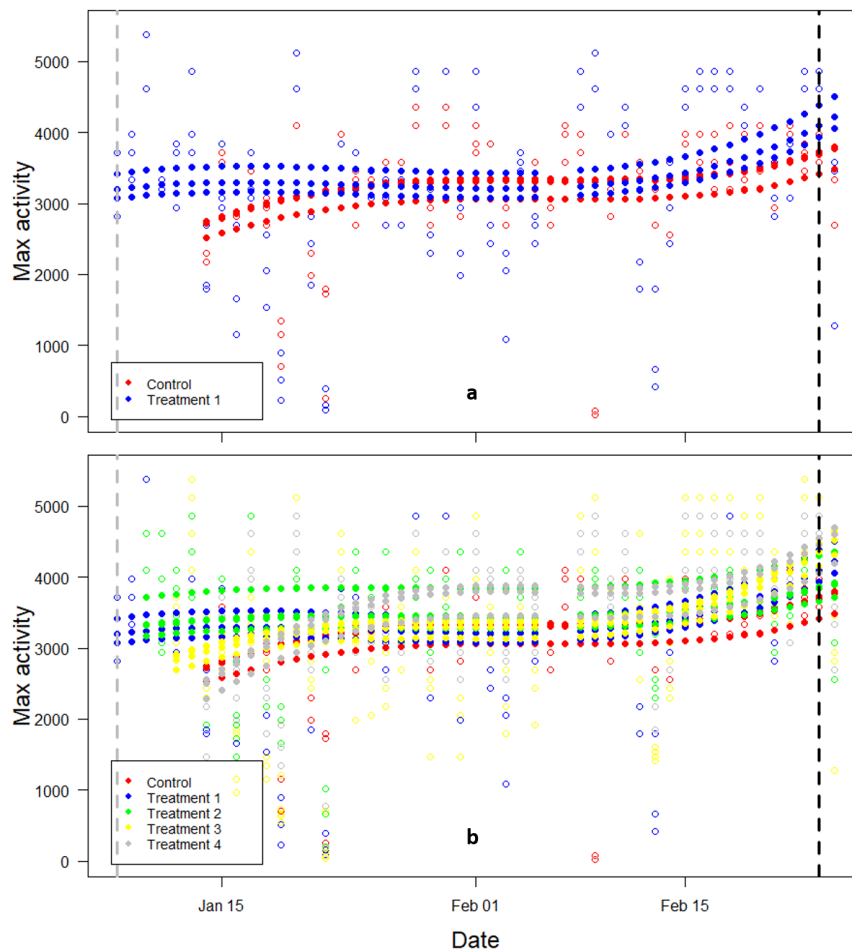 5000
4000
3000
2000
1000
0
Max activity
Control
Treatment 1
a
5000
4000
3000
2000
1000
0
Max activity
Control
Treatment 1
Treatment 2
Treatment 3
Treatment 4
b
Jan 15
Feb 01
Feb 15
Date